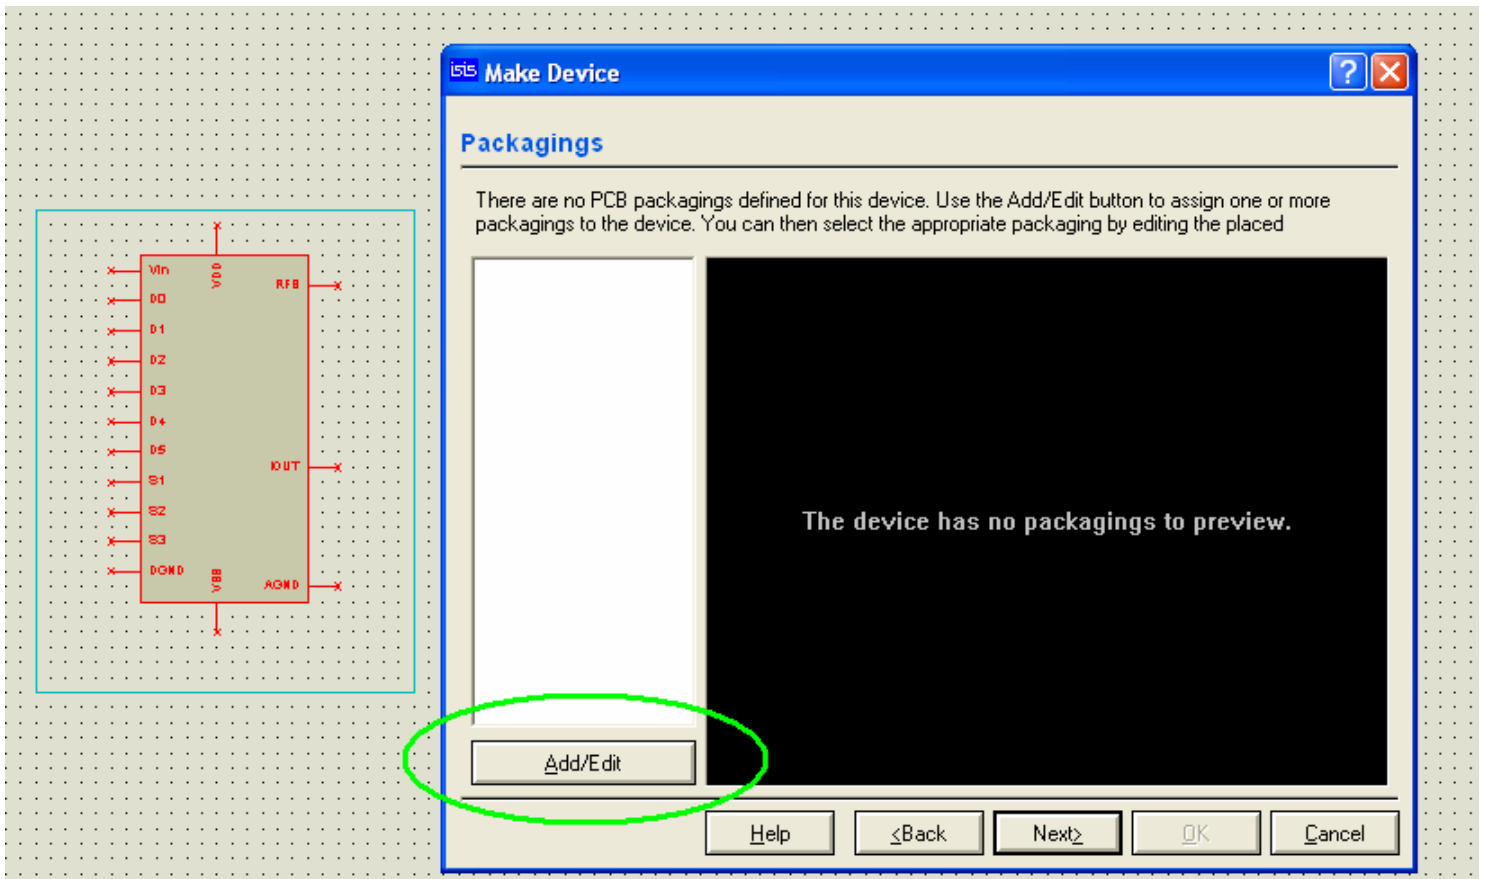 isis Make Device
Packagings
There are no PCB packagings defined for this device. Use the Add/Edit button to assign one or more
packagings to the device. You can then select the appropriate packaging by editing the placed
VDD
Vin
RFB
D0
D1
D2
D3
D4
D5
IOUT
S1
S2
S3
DGND
VBB
AGND
The device has no packagings to preview.
Add/Edit
Help
<Back
Next>
OK
Cancel